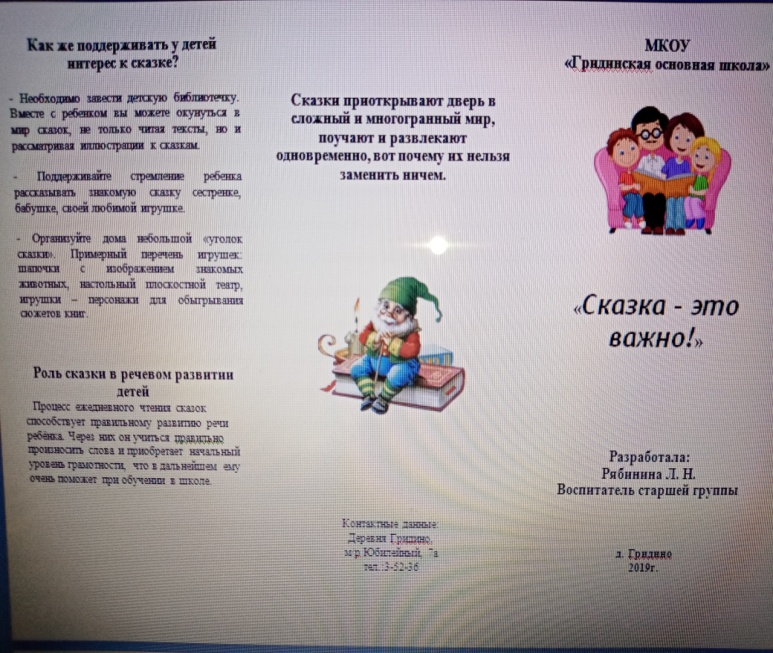 Как же поддерживать у детей
интерес к сказке?
- Необходимо завести детскую библиотечку.
Вместе с ребенком вы можете окунуться в
мир сказок, не только читая тексты, но и
рассматривая иллюстрации к сказкам.
- Поддерживайте стремление ребенка
рассказывать знакомую сказку сестренке,
бабушке, своей любимой игрушке.
- Организуйте дома небольшой «уголок
сказки». Примерный перечень игрушек:
шапочки с изображением знакомых
животных, настольный плоскостной театр,
игрушки – персонажи для обыгрывания
сюжетов книг.
Роль сказки в речевом развитии
детей
Процесс ежедневного чтения сказок
способствует правильному развитию речи
ребёнка. Через них он учиться правильно
произносить слова и приобретает начальный
уровень грамотности, что в дальнейшем ему
очень поможет при обучении в школе.
Сказки приоткрывают дверь в
сложный и многогранный мир,
поучают и развлекают
одновременно, вот почему их нельзя
заменить ничем.
Контактные данные:
Деревня Гридино,
м-р Юбилейный, 7а
тел.:3-52-36
МКОУ
«Гридинская основная школа»
«Сказка - это
важно!»
Разработала:
Рябинина Л. Н.
Воспитатель старшей группы
д. Гридино
2019г.